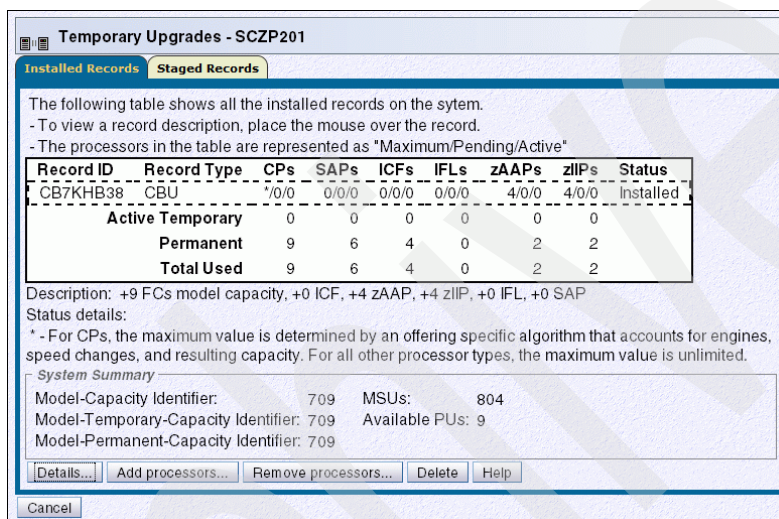 Temporary Upgrades - SCZP201
Installed Records Staged Records
The following table shows all the installed records on the sytem.
- To view a record description, place the mouse over the record.
- The processors in the table are represented as "Maximum/Pending/Active"
Record ID Record Type CPs SAPs ICFs IFLs zAAPs zIIPs Status
CB7KHB38 CBU */0/0 0/0/0 0/0/0 0/0/0 4/0/0 4/0/0 Installed
Active Temporary 0 0 0 0 0 0
Permanent 9 6 4 0 2 2
Total Used 9 6 4 0 2 2
Description: +9 FCs model capacity, +0 ICF, +4 zAAP, +4 zIIP, +0 IFL, +0 SAP
Status details:
* - For CPs, the maximum value is determined by an offering specific algorithm that accounts for engines,
speed changes, and resulting capacity. For all other processor types, the maximum value is unlimited.
System Summary
Model-Capacity Identifier: 709 MSUs: 804
Model-Temporary-Capacity Identifier: 709 Available PUs: 9
Model-Permanent-Capacity Identifier: 709
Details... Add processors... Remove processors... Delete Help
Cancel